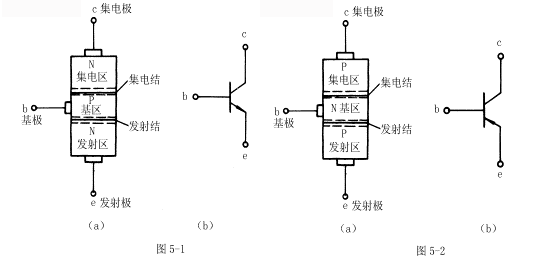 c 集电极
N
集电区
集电结
P
基区
b
基极
发射结
N
发射区
e 发射极
(a)
c
b
e
(b)
图 5-1
c 集电极
P
集电区
集电结
N 基区
b
基极
发射结
P
发射区
e 发射极
(a)
c
b
e
(b)
图 5-2